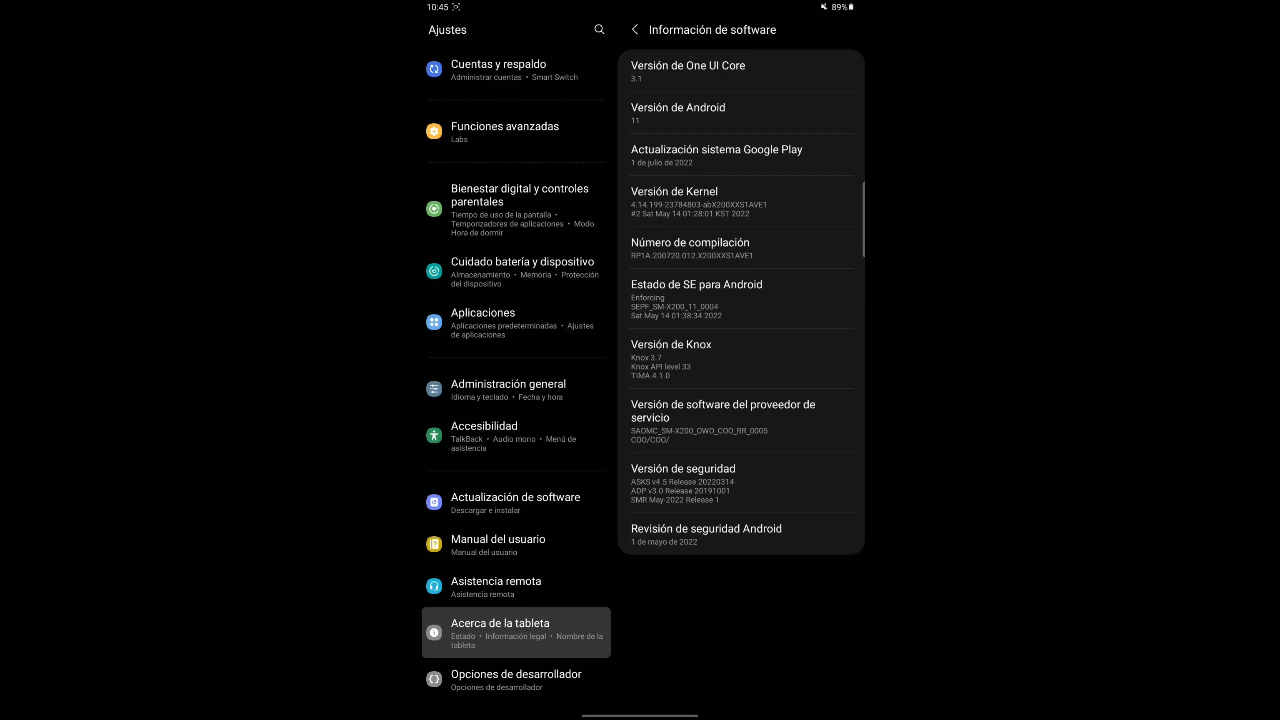 10:45
89%
Ajustes
Cuentas y respaldo
Administrar cuentas • Smart Switch
Funciones avanzadas
Labs
Bienestar digital y controles
parentales
Tiempo de uso de la pantalla •
Temporizadores de aplicaciones • Modo
Hora de dormir
Cuidado batería y dispositivo
Almacenamiento • Memoria • Protección
del dispositivo
Aplicaciones
Aplicaciones predeterminadas • Ajustes
de aplicaciones
Administración general
Idioma y teclado • Fecha y hora
Accesibilidad
TalkBack • Audio mono • Menú de
asistencia
Actualización de software
Descargar e instalar
Manual del usuario
Manual del usuario
Asistencia remota
Asistencia remota
Acerca de la tableta
Estado • Información legal • Nombre de la
tableta
Opciones de desarrollador
Opciones de desarrollador
Información de software
Versión de One UI Core
3.1
Versión de Android
11
Actualización sistema Google Play
1 de julio de 2022
Versión de Kernel
4.14.199-23784803-abX200XXS1AVE1
#2 Sat May 14 01:28:01 KST 2022
Número de compilación
RP1A.200720.012.X200XXS1AVE1
Estado de SE para Android
Enforcing
SEPF_SM-X200_11_0004
Sat May 14 01:38:34 2022
Versión de Knox
Knox 3.7
Knox API level 33
TIMA 4.1.0
Versión de software del proveedor de
servicio
SAOMC_SM-X200_OWO_COO_RR_0005
COO/COO/
Versión de seguridad
ASKS v4.5 Release 20220314
ADP v3.0 Release 20191001
SMR May-2022 Release 1
Revisión de seguridad Android
1 de mayo de 2022